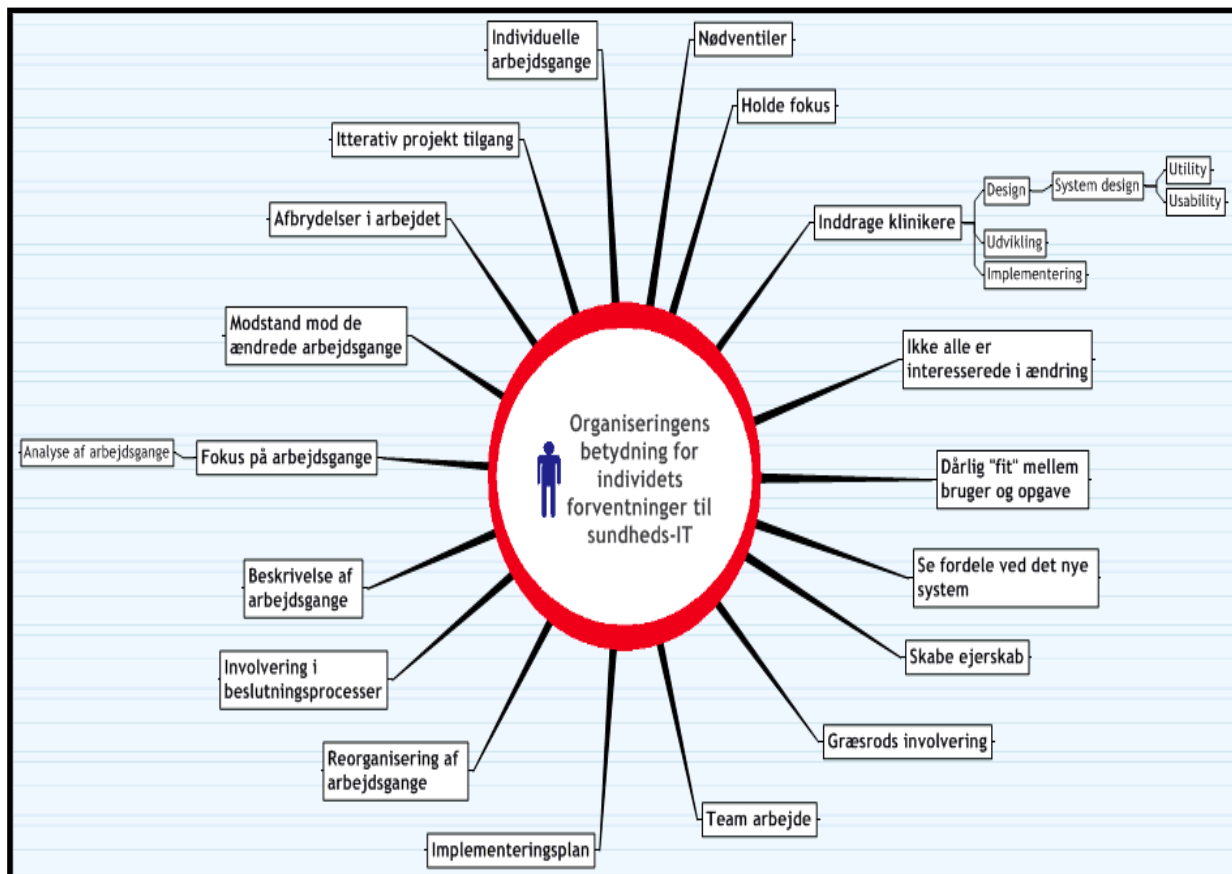 Organiseringens
betydning for
individets
forventninger til
sundheds-IT
Nødventiler
Holde fokus
Inddrage klinikere
Design
System design
Utility
Usability
Udvikling
Implementering
Ikke alle er
interesserede i ændring
Dårlig "fit" mellem
bruger og opgave
Se fordele ved det nye
system
Skabe ejerskab
Græsrods involvering
Team arbejde
Implementeringsplan
Reorganisering af
arbejdsgange
Involvering i
beslutningsprocesser
Beskrivelse af
arbejdsgange
Fokus på arbejdsgange
Analyse af arbejdsgange
Modstand mod de
ændrede arbejdsgange
Afbrydelser i arbejdet
Itterativ projekt tilgang
Individuelle
arbejdsgange